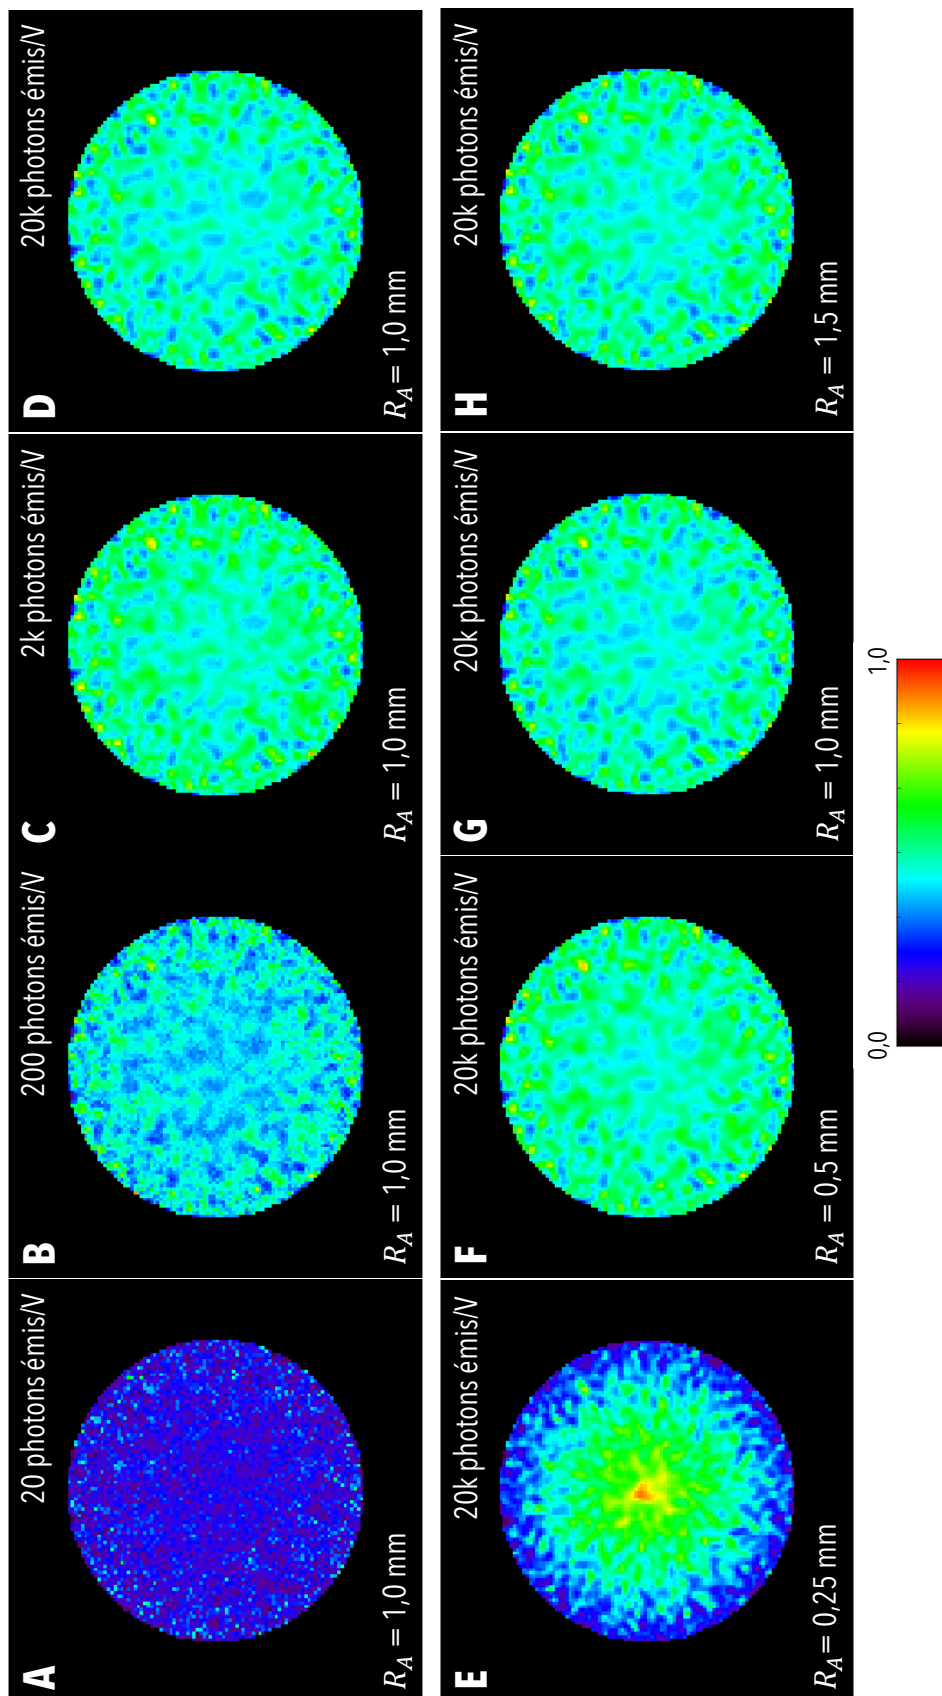 A
20 photons émis/V
R_A = 1,0 mm
B
200 photons émis/V
R_A = 1,0 mm
C
2k photons émis/V
R_A = 1,0 mm
D
20k photons émis/V
R_A = 1,0 mm
E
20k photons émis/V
R_A = 0,25 mm
F
20k photons émis/V
R_A = 0,5 mm
G
20k photons émis/V
R_A = 1,0 mm
H
20k photons émis/V
R_A = 1,5 mm
0,0
1,0